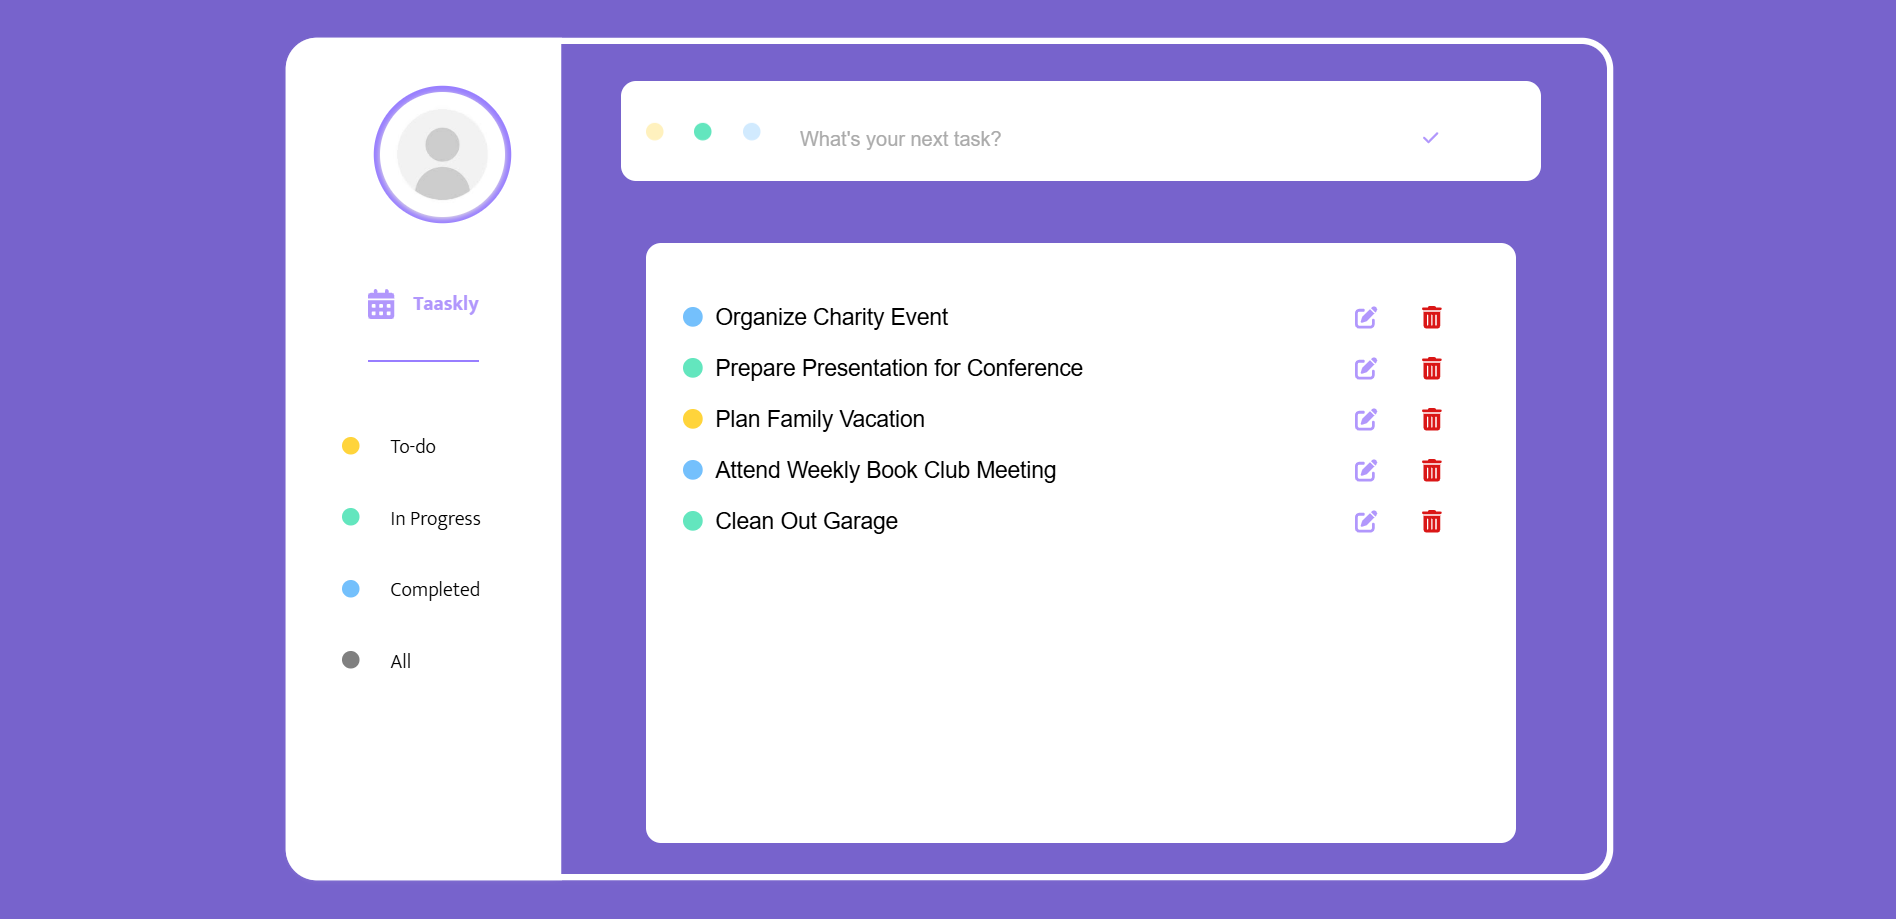 Taaskly
To-do
In Progress
Completed
All
What's your next task?
Organize Charity Event
Prepare Presentation for Conference
Plan Family Vacation
Attend Weekly Book Club Meeting
Clean Out Garage